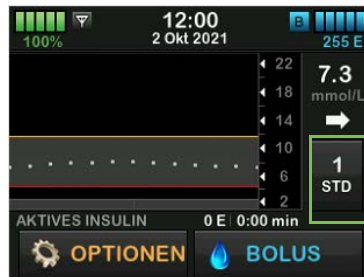 12:00
100%
2 Okt 2021
B
255 E
22
18
14
10
6
2
7.3
mmol/L
1
STD
AKTIVES INSULIN
0 E
0:00 min
OPTIONEN
BOLUS